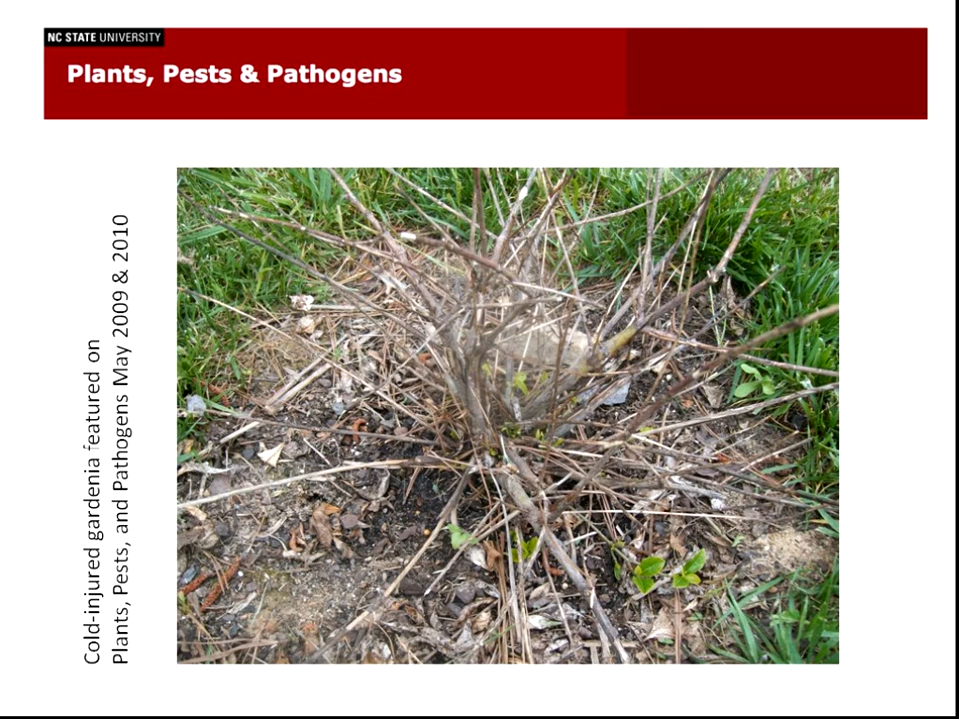 NC STATE UNIVERSITY
Plants, Pests & Pathogens
Cold-injured gardenia featured on
Plants, Pests, and Pathogens May 2009 & 2010